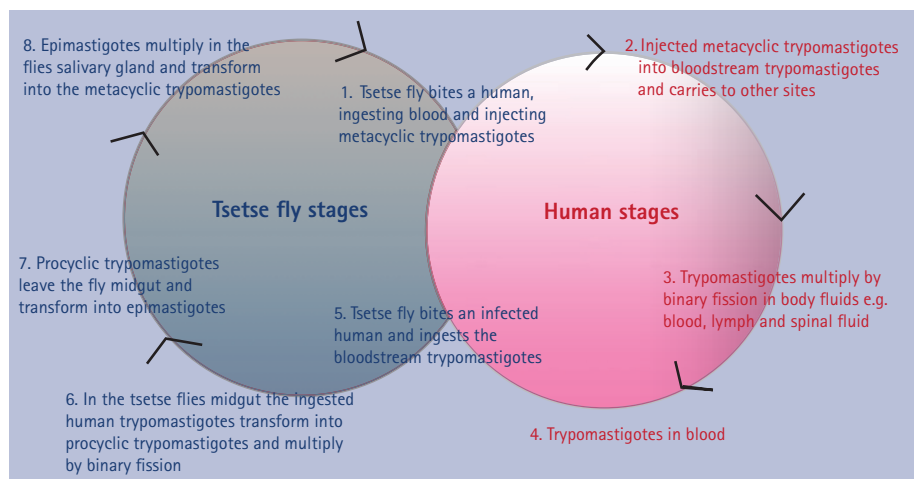 8. Epimastigotes multiply in the
flies salivary gland and transform
into the metacyclic trypomastigotes
1. Tsetse fly bites a human,
ingesting blood and injecting
metacyclic trypomastigotes
2. Injected metacyclic trypomastigotes
into bloodstream trypomastigotes
and carries to other sites
Tsetse fly stages
Human stages
7. Procyclic trypomastigotes
leave the fly midgut and
transform into epimastigotes
5. Tsetse fly bites an infected
human and ingests the
bloodstream trypomastigotes
3. Trypomastigotes multiply by
binary fission in body fluids e.g.
blood, lymph and spinal fluid
6. In the tsetse flies midgut the ingested
human trypomastigotes transform into
procyclic trypomastigotes and multiply
by binary fission
4. Trypomastigotes in blood